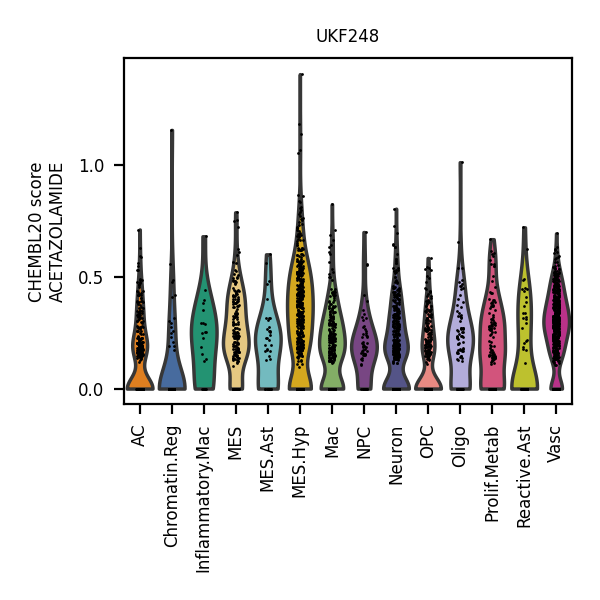 UKF248
CHEMBL20 score
ACETAZOLAMIDE
1.0
0.5
0.0
AC
Chromatin.Reg
Inflammatory.Mac
MES
MES.Ast
MES.Hyp
Mac
NPC
Neuron
OPC
Oligo
Prolif.Metab
Reactive.Ast
Vasc